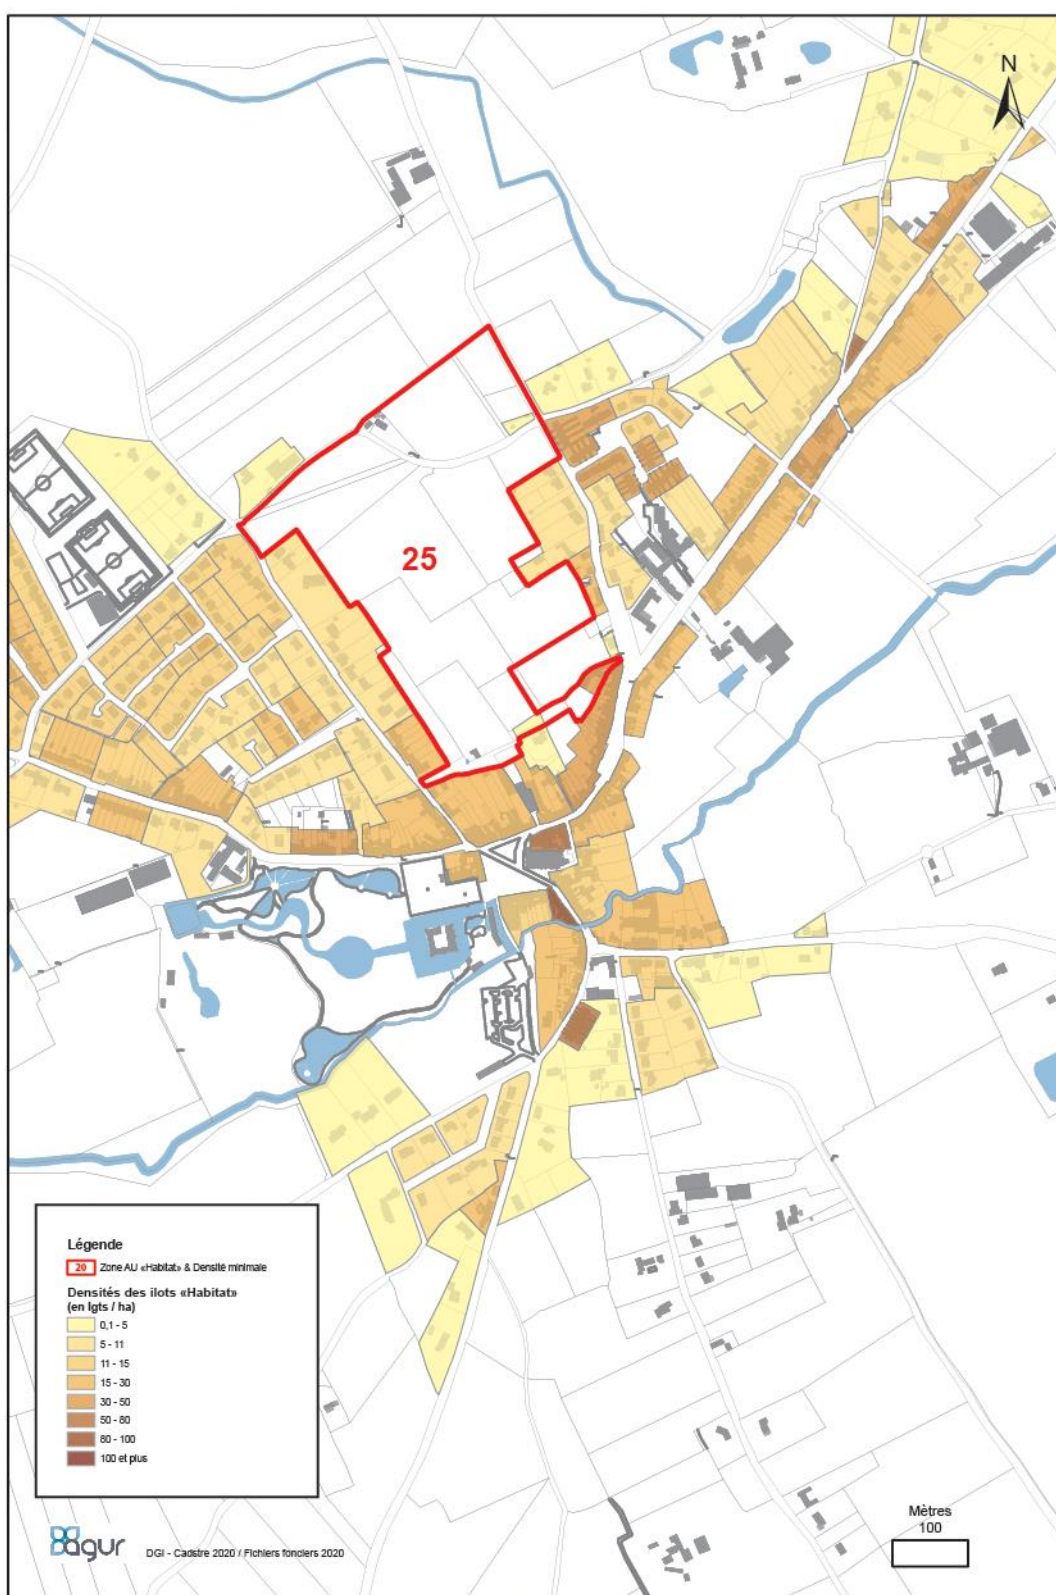 N
25
Légende
20 Zone AU «Habitat» & Densité minimale
Densités des ilots «Habitat»
(en lgts / ha)
0,1 - 5
5 - 11
11 - 15
15 - 30
30 - 50
50 - 80
80 - 100
100 et plus
agur
DGI - Cadstre 2020 / Fichiers fonciers 2020
Mètres
100